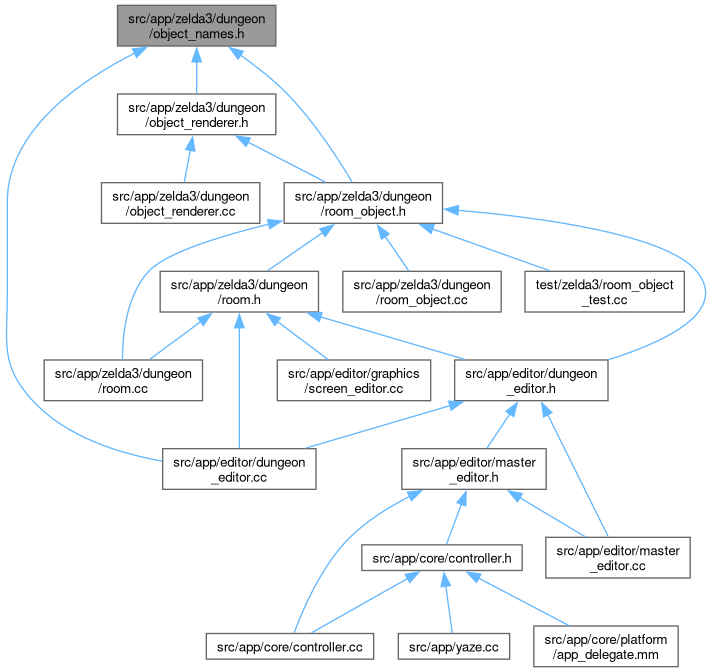 src/app/zelda3/dungeon
/object_names.h
src/app/zelda3/dungeon
/object_renderer.h
src/app/zelda3/dungeon
/object_renderer.cc
src/app/zelda3/dungeon
/room_object.h
src/app/zelda3/dungeon
/room.h
src/app/zelda3/dungeon
/room_object.cc
test/zelda3/room_object
_test.cc
src/app/zelda3/dungeon
/room.cc
src/app/editor/graphics
/screen_editor.cc
src/app/editor/dungeon
_editor.h
src/app/editor/dungeon
_editor.cc
src/app/editor/master
_editor.h
src/app/core/controller.h
src/app/editor/master
_editor.cc
src/app/core/controller.cc
src/app/yaze.cc
src/app/core/platform
/app_delegate.mm